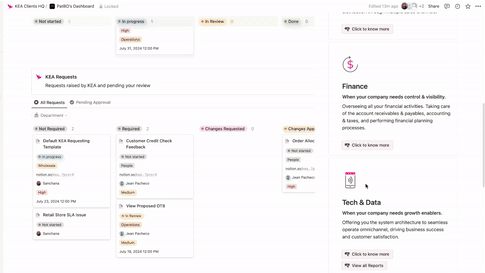 KEA Clients HQ / PatBO's Dashboard Locked
Edited 13m ago +2 Share
Not started 1
In progress 1
In Review 0
Done 0
High
Operations
July 31, 2024 12:00 PM
Click to know more
KEA Requests
Requests raised by KEA and pending your review
All Requests Pending Approval
Department
Not Required 2
Required 2
Changes Requested 0
Changes App
Default KEA Requesting Template
In progress
Wholesale
Sanchana
High
July 23, 2024 12:00 PM
Retail Store SLA issue
Not started
Sanchana
Customer Credit Check Feedback
Not started
People
Jean Pacheco
Medium
View Proposed OTB
In Review
Operations
Jean Pacheco
Medium
July 19, 2024 12:00 PM
Order Alloc
Not started
People
Jean Pacheco
High
Finance
When your company needs control & visibility.
Overseeing all your financial activities. Taking care
of the account receivables & payables, accounting
& taxes, and performing financial planning
processes.
Click to know more
Tech & Data
When your company needs growth enablers.
Offering you the system architecture to seamless
operate omnichannel, driving business success
and customer satisfaction.
Click to know more
View all Reports